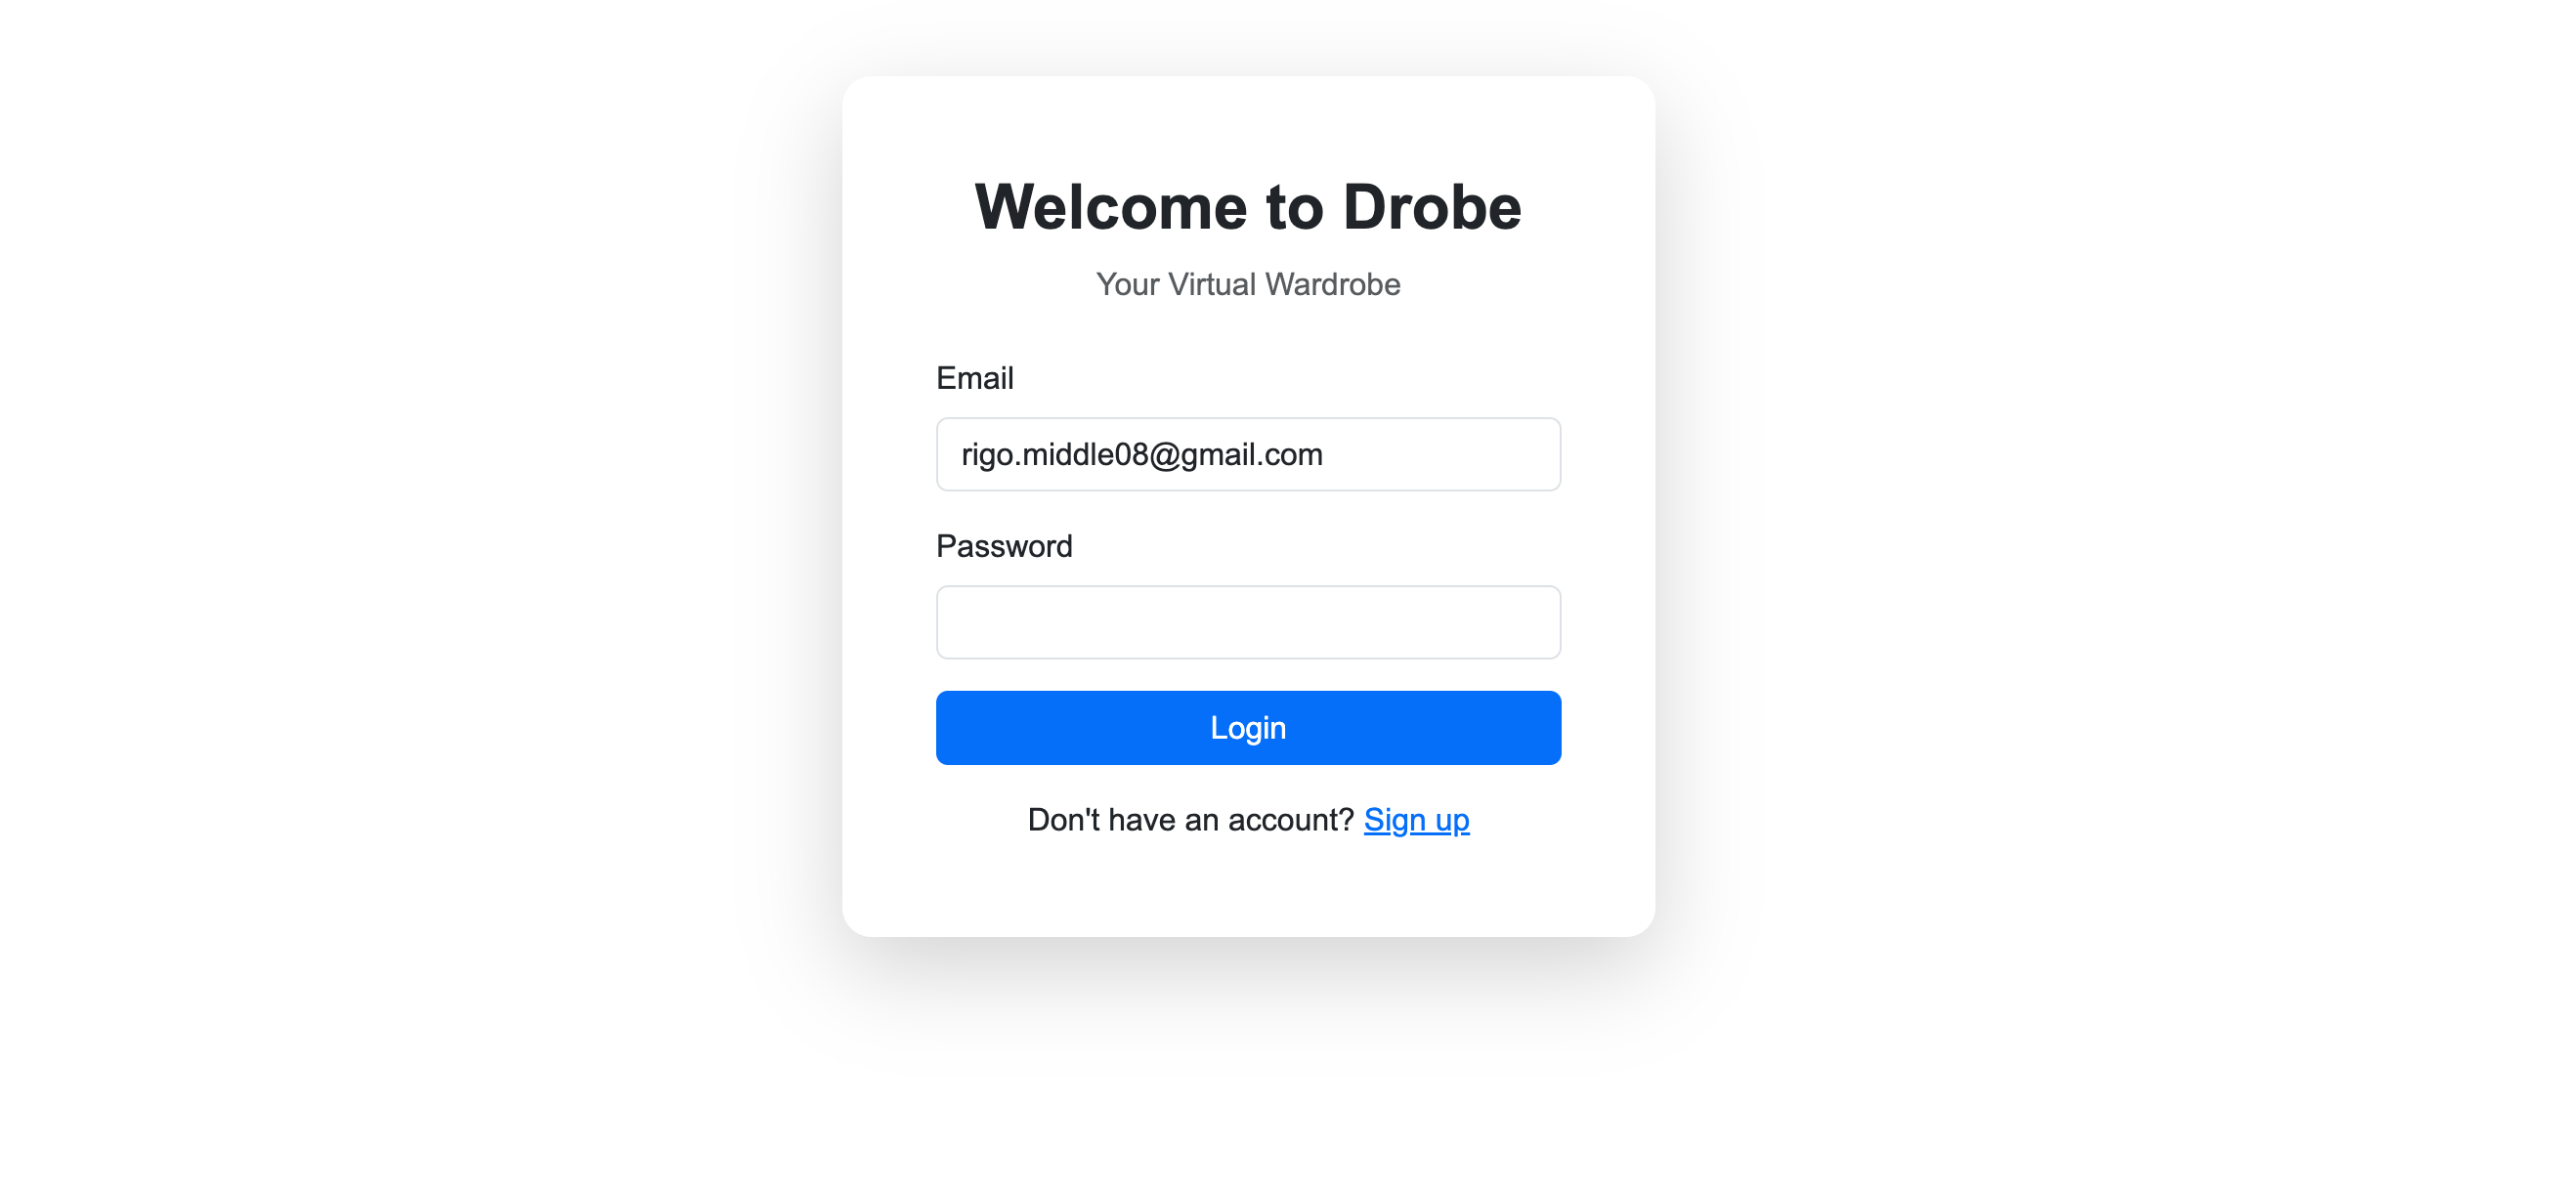 Welcome to Drobe
Your Virtual Wardrobe
Email
rigo.middle08@gmail.com
Password
Login
Don't have an account? Sign up